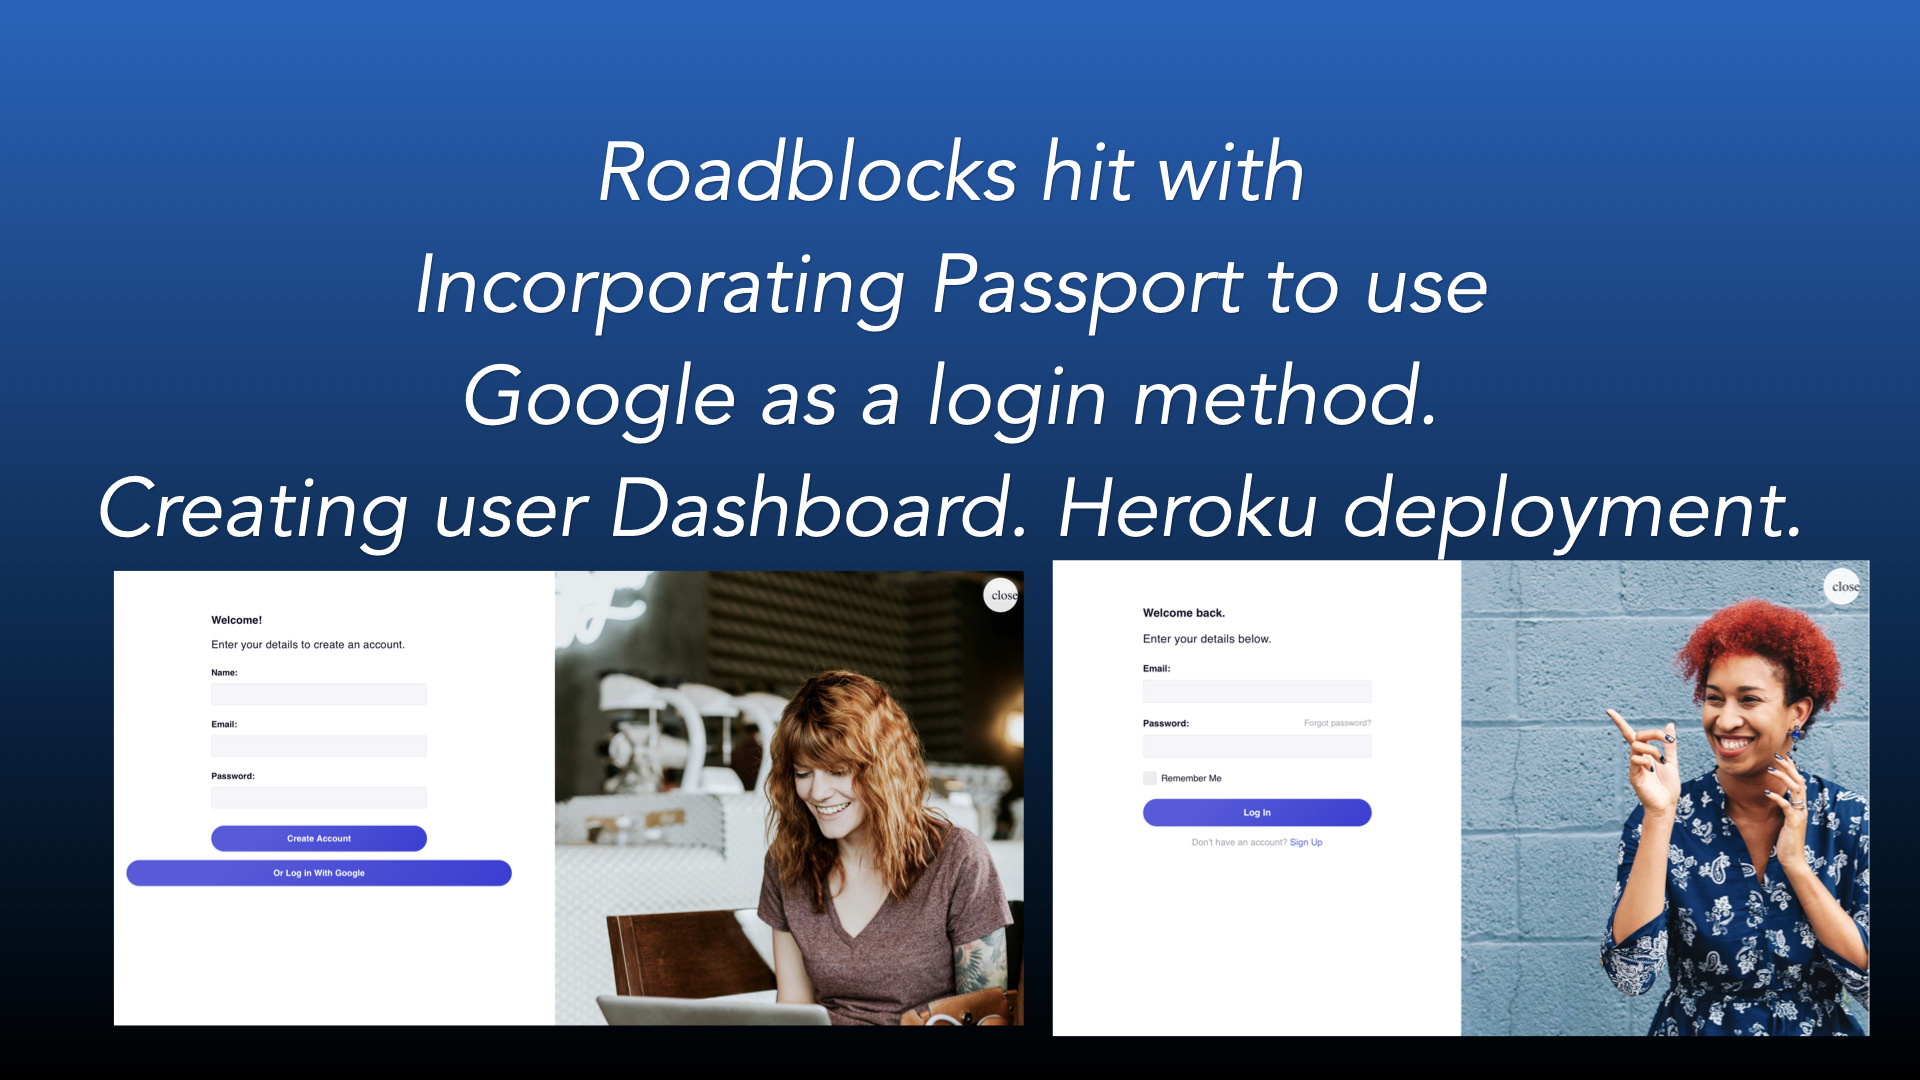 Roadblocks hit with
Incorporating Passport to use
Google as a login method.
Creating user Dashboard. Heroku deployment.
close
Welcome!
Enter your details to create an account.
Name:
Email:
Password:
Create Account
Or Log in With Google
close
Welcome back.
Enter your details below.
Email:
Password: Forgot password?
Remember Me
Log In
Don't have an account? Sign Up